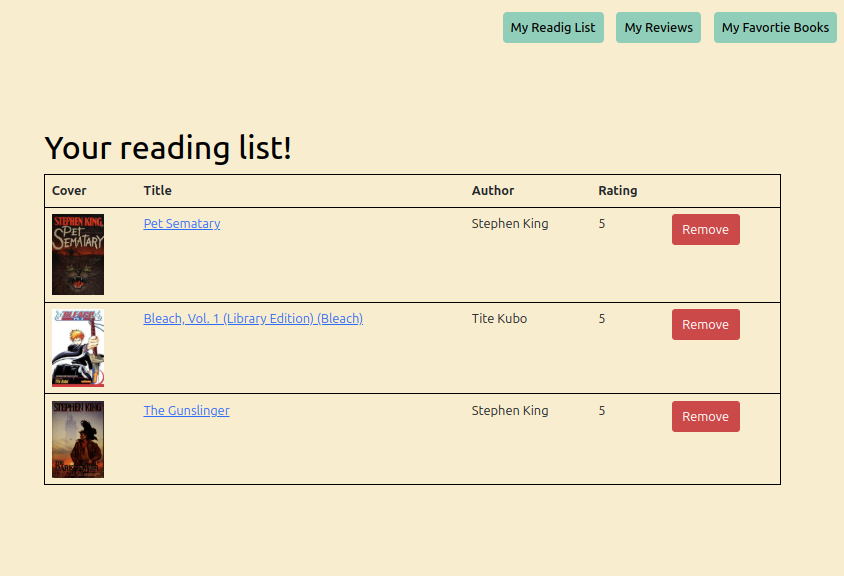 My Readig List My Reviews My Favortie Books
Your reading list!
Cover Title Author Rating
STEPHEN KING
PET
SEMATARY
Pet Sematary Stephen King 5 Remove
BLEACH
Bleach, Vol. 1 (Library Edition) (Bleach) Tite Kubo 5 Remove
STEPHEN KING
The Gunslinger Stephen King 5 Remove